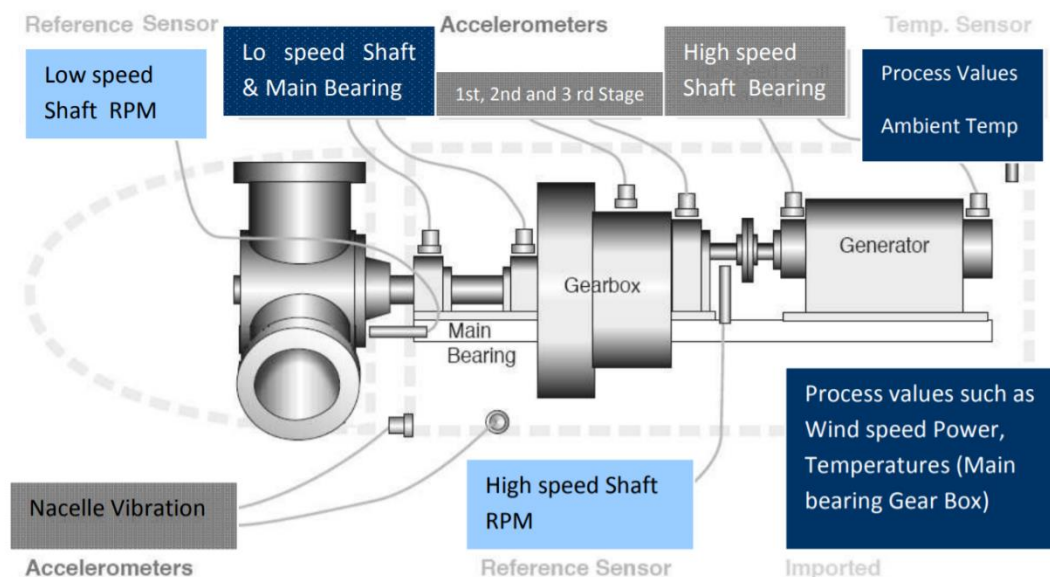 Reference Sensor
Accelerometers
Temp. Sensor
Low speed
Shaft RPM
Lo speed Shaft
& Main Bearing
1st, 2nd and 3 rd Stage
High speed
Shaft Bearing
Process Values
Ambient Temp
Generator
Gearbox
Main
Bearing
Process values such as
Wind speed Power,
Temperatures (Main
bearing Gear Box)
High speed Shaft
RPM
Nacelle Vibration
Accelerometers
Reference Sensor
Imported